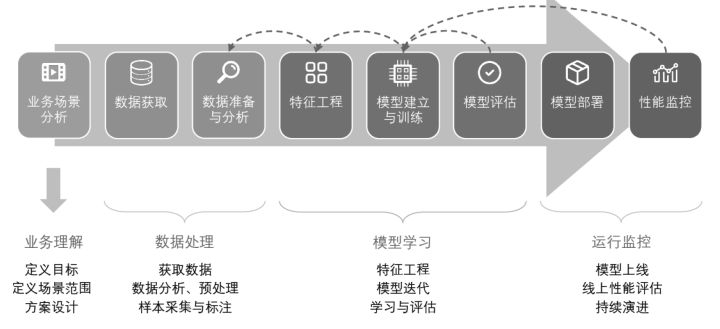 业务场景
分析
数据获取
数据准备
与分析
特征工程
模型建立
与训练
模型评估
模型部署
性能监控
业务理解
定义目标
定义场景范围
方案设计
数据处理
获取数据
数据分析、预处理
样本采集与标注
模型学习
特征工程
模型迭代
学习与评估
运行监控
模型上线
线上性能评估
持续演进